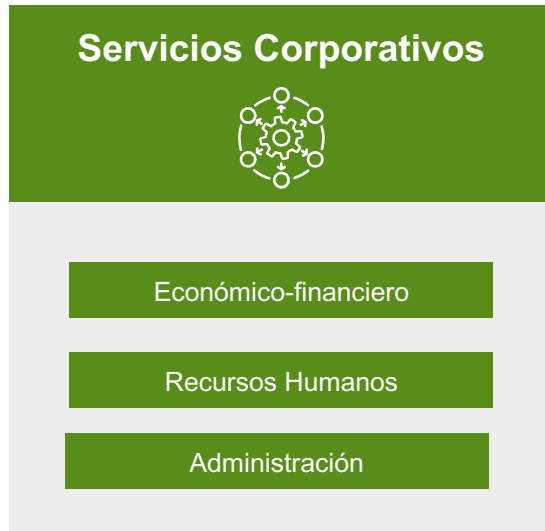 Servicios Corporativos
Económico-financiero
Recursos Humanos
Administración